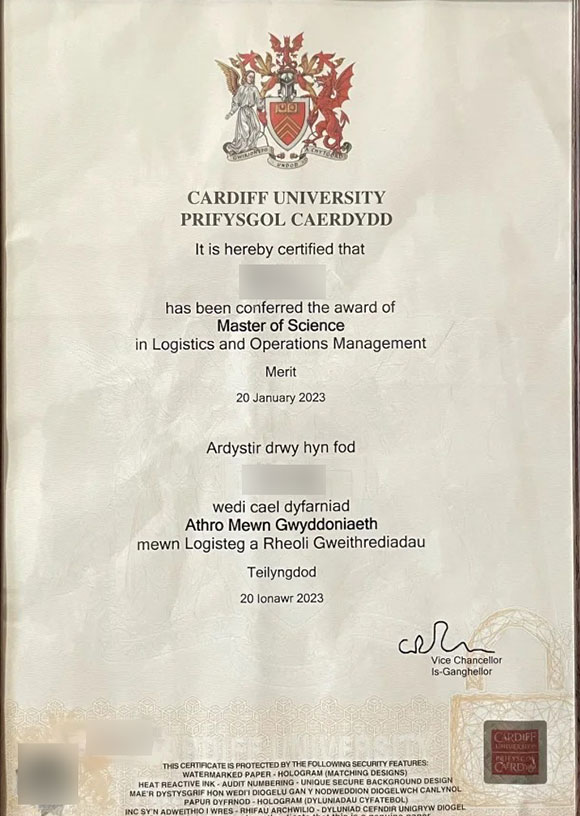 CARDIFF UNIVERSITY
PRIFYSGOL CAERDYDD
It is hereby certified that
has been conferred the award of
Master of Science
in Logistics and Operations Management
Merit
20 January 2023
Ardystir drwy hyn fod
wedi cael dyfarniad
Athro Mewn Gwyddoniaeth
mewn Logisteg a Rheoli Gweithrediadau
Teilyngdod
20 Ionawr 2023
Vice Chancellor
Is-Ganghellor
CARDIFF
UNIVERSITY
PRIFYSGOL
CAERDYDD
THIS CERTIFICATE IS PROTECTED BY THE FOLLOWING SECURITY FEATURES:
WATERMARKED PAPER - HOLOGRAM (MATCHING DESIGNS)
HEAT REACTIVE INK - AUDIT NUMBERING - UNIQUE SECURE BACKGROUND DESIGN
MAE'R DYSTYSGRIF HON WEDI'I DIOGELU GAN Y NODWEDDION DIOGELWCH CANLYNOL
PAPUR DYFRNOD - HOLOGRAM (DYLUNIADAU CYFATEBOL)
INC SY'N ADWEITHIO I WRES - RHIFAU ARCHWILIO - DYLUNIAD CEFNDIR UNIGRYW DIOGEL